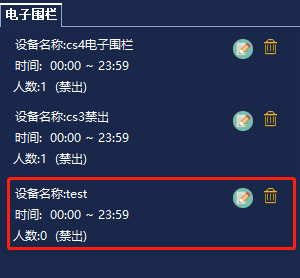 电子围栏
设备名称:cs4电子围栏
时间: 00:00 ~ 23:59
人数:1 (禁出)
设备名称:cs3禁出
时间: 00:00 ~ 23:59
人数:1 (禁出)
设备名称:test
时间: 00:00 ~ 23:59
人数:0 (禁出)